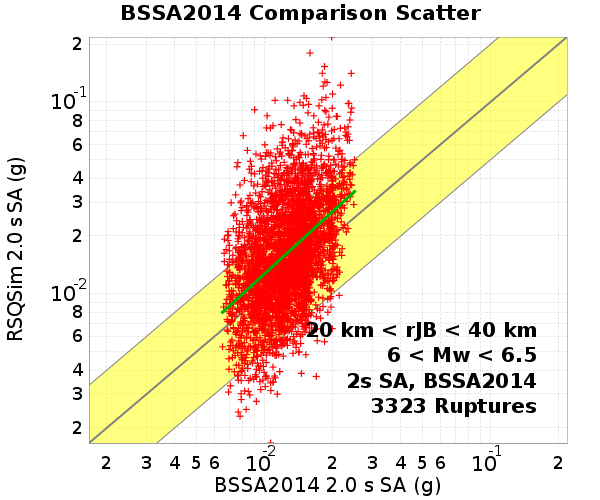 BSSA2014 Comparison Scatter
RSQSim 2.0 s SA (g)
2
10-1
8
6
4
3
2
10-2
8
6
4
3
2
20 km < rJB < 40 km
6 < Mw < 6.5
2s SA, BSSA2014
3323 Ruptures
2 3 4 5 6 8 10-2 2 3 4 5 6 8 10-1 2
BSSA2014 2.0 s SA (g)